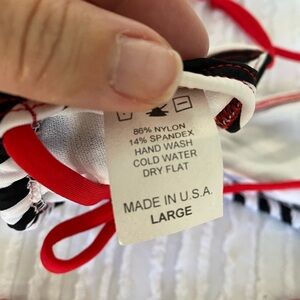 86% NYLON
14% SPANDEX
HAND WASH
COLD WATER
DRY FLAT
MADE IN U.S.A.
LARGE